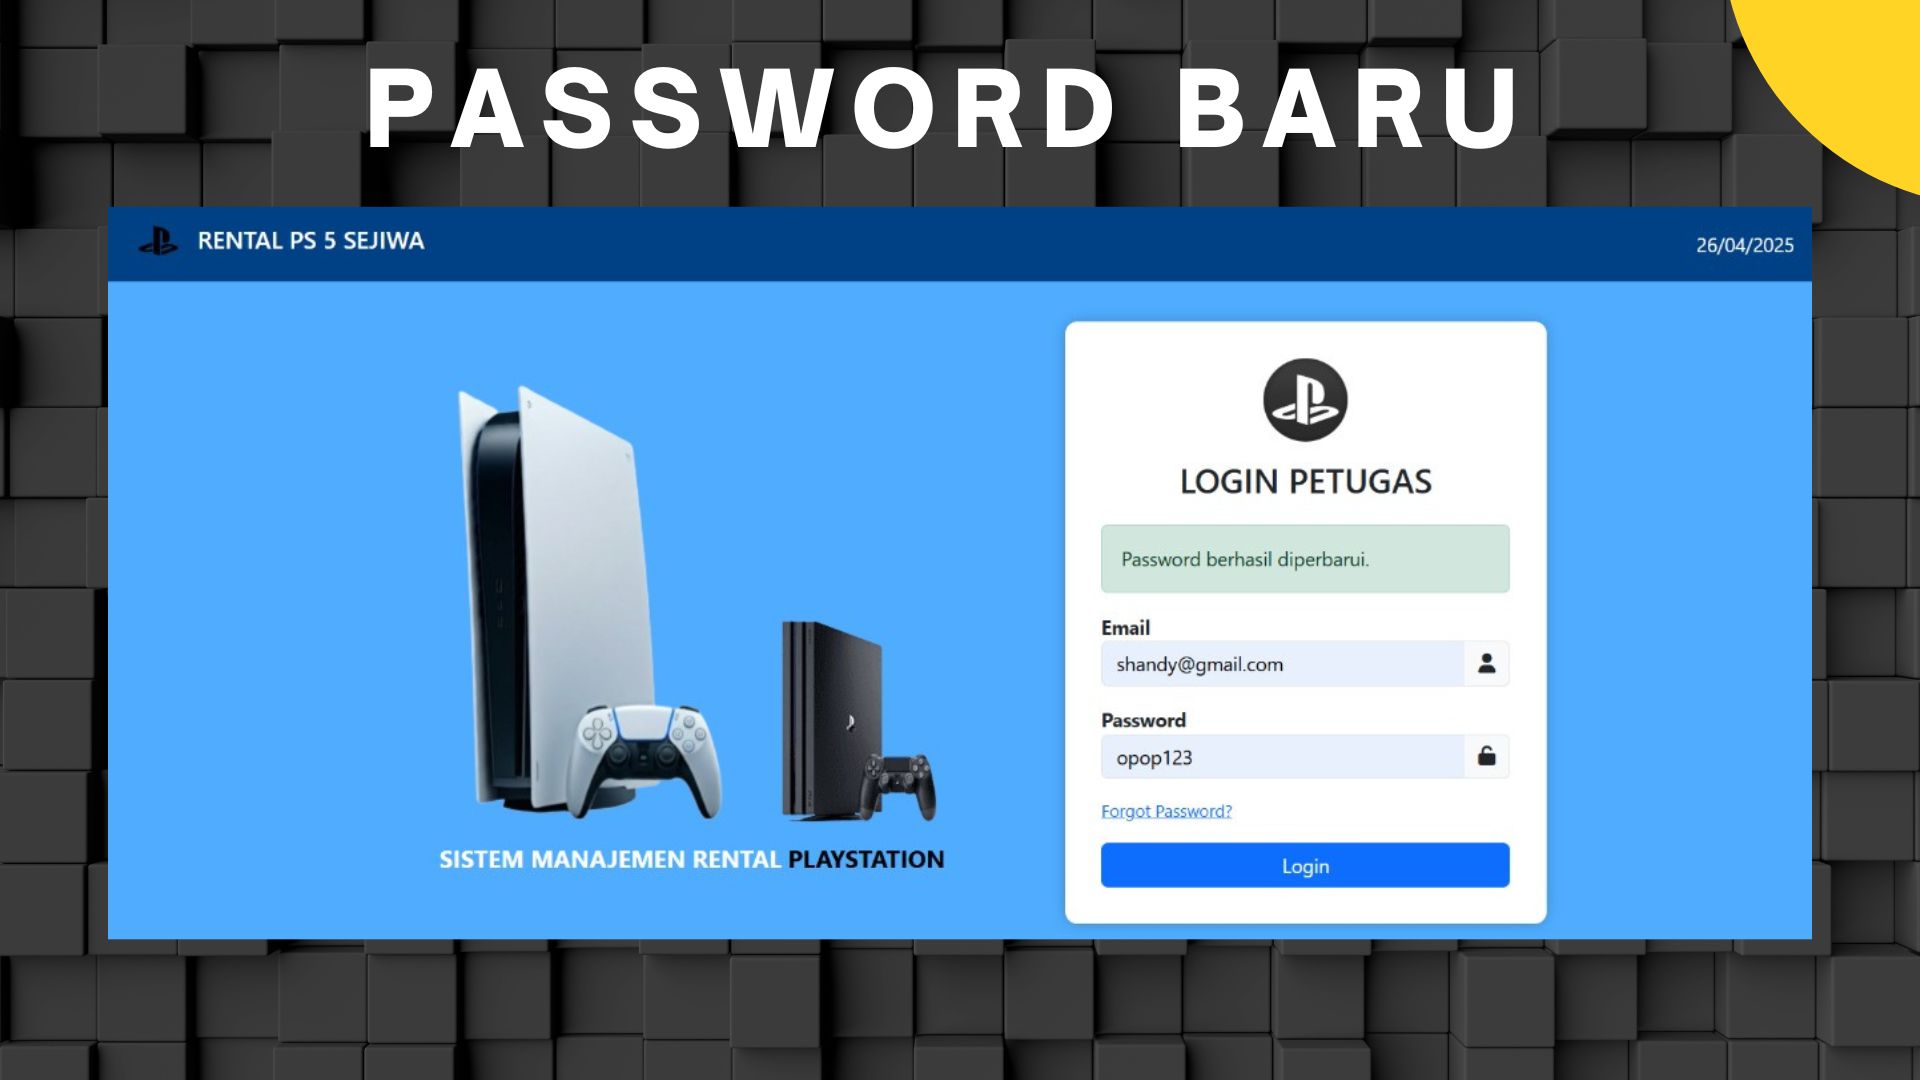 PASSWORD BARU
RENTAL PS 5 SEJIWA
26/04/2025
LOGIN PETUGAS
Password berhasil diperbarui.
Email
shandy@gmail.com
Password
opop123
Forgot Password?
Login
SISTEM MANAJEMEN RENTAL PLAYSTATION